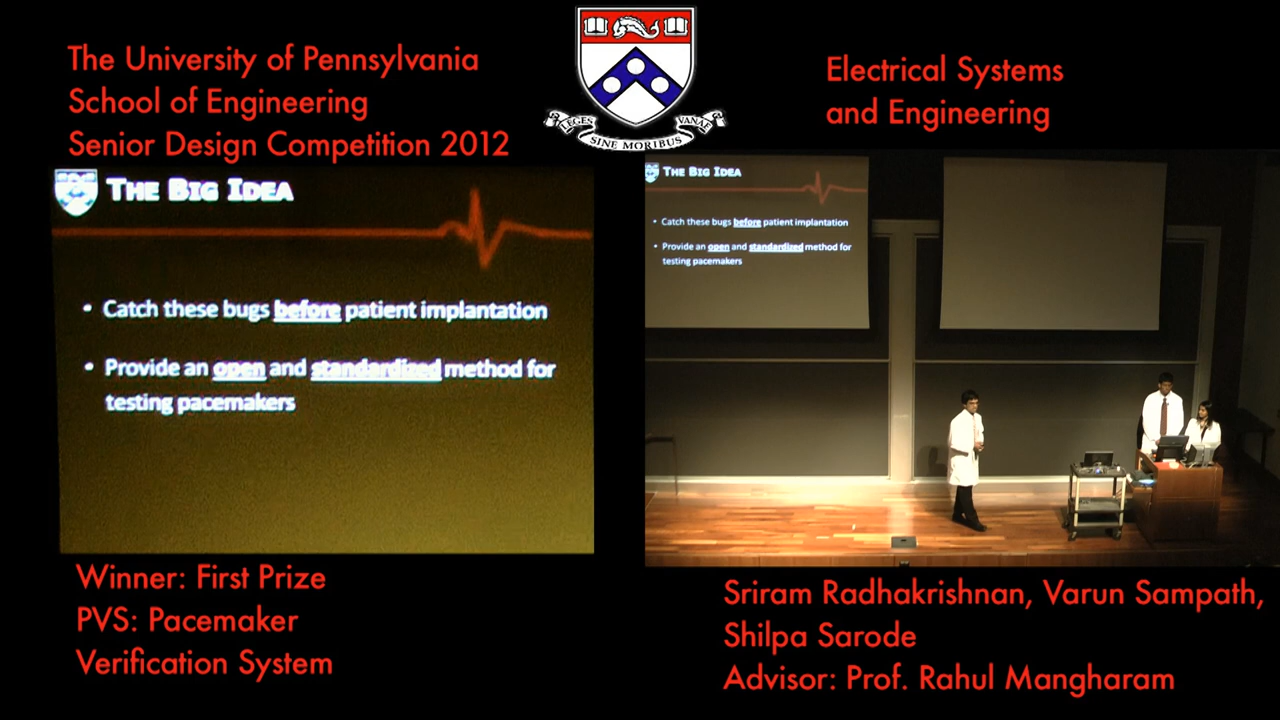 The University of Pennsylvania
School of Engineering
Senior Design Competition 2012
LEGES
SINE MORIBUS
VANAE
Electrical Systems
and Engineering
THE BIG IDEA
• Catch these bugs before patient implantation
• Provide an open and standardized method for
testing pacemakers
THE BIG IDEA
• Catch these bugs before patient implantation
• Provide an open and standardized method for
testing pacemakers
Winner: First Prize
PVS: Pacemaker
Verification System
Sriram Radhakrishnan, Varun Sampath,
Shilpa Sarode
Advisor: Prof. Rahul Mangharam